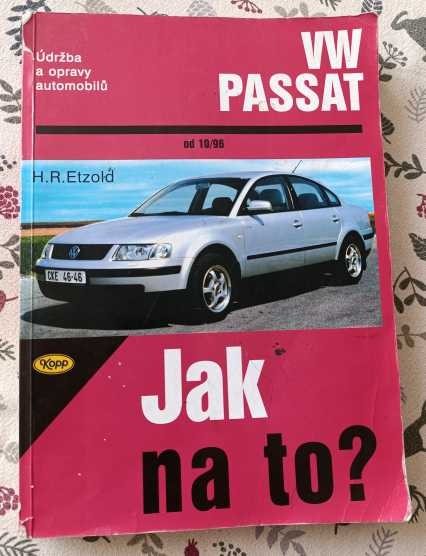 Údržba
a opravy
automobilů
VW
PASSAT
od 10/96
H.R.Etzold
CKE 46-46
Kopp
Jak
na to?